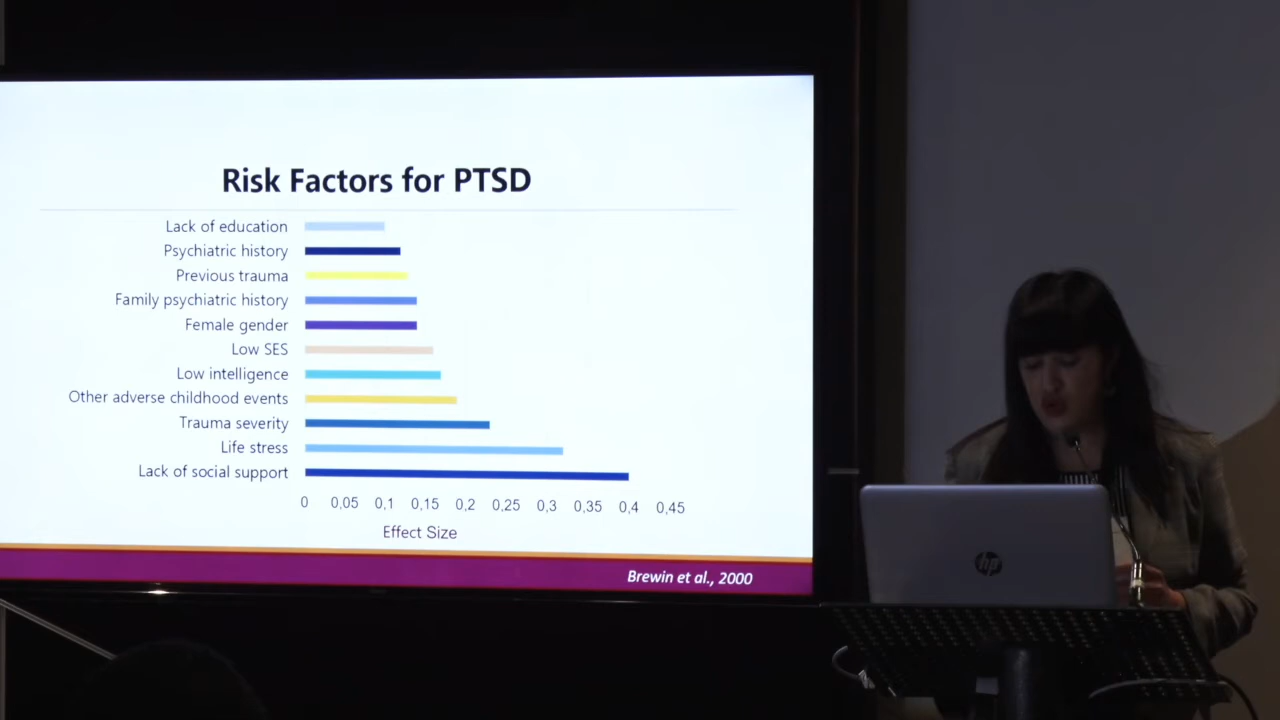 Risk Factors for PTSD
Lack of education
Psychiatric history
Previous trauma
Family psychiatric history
Female gender
Low SES
Low intelligence
Other adverse childhood events
Trauma severity
Life stress
Lack of social support
0 0,05 0,1 0,15 0,2 0,25 0,3 0,35 0,4 0,45
Effect Size
Brewin et al., 2000
hp